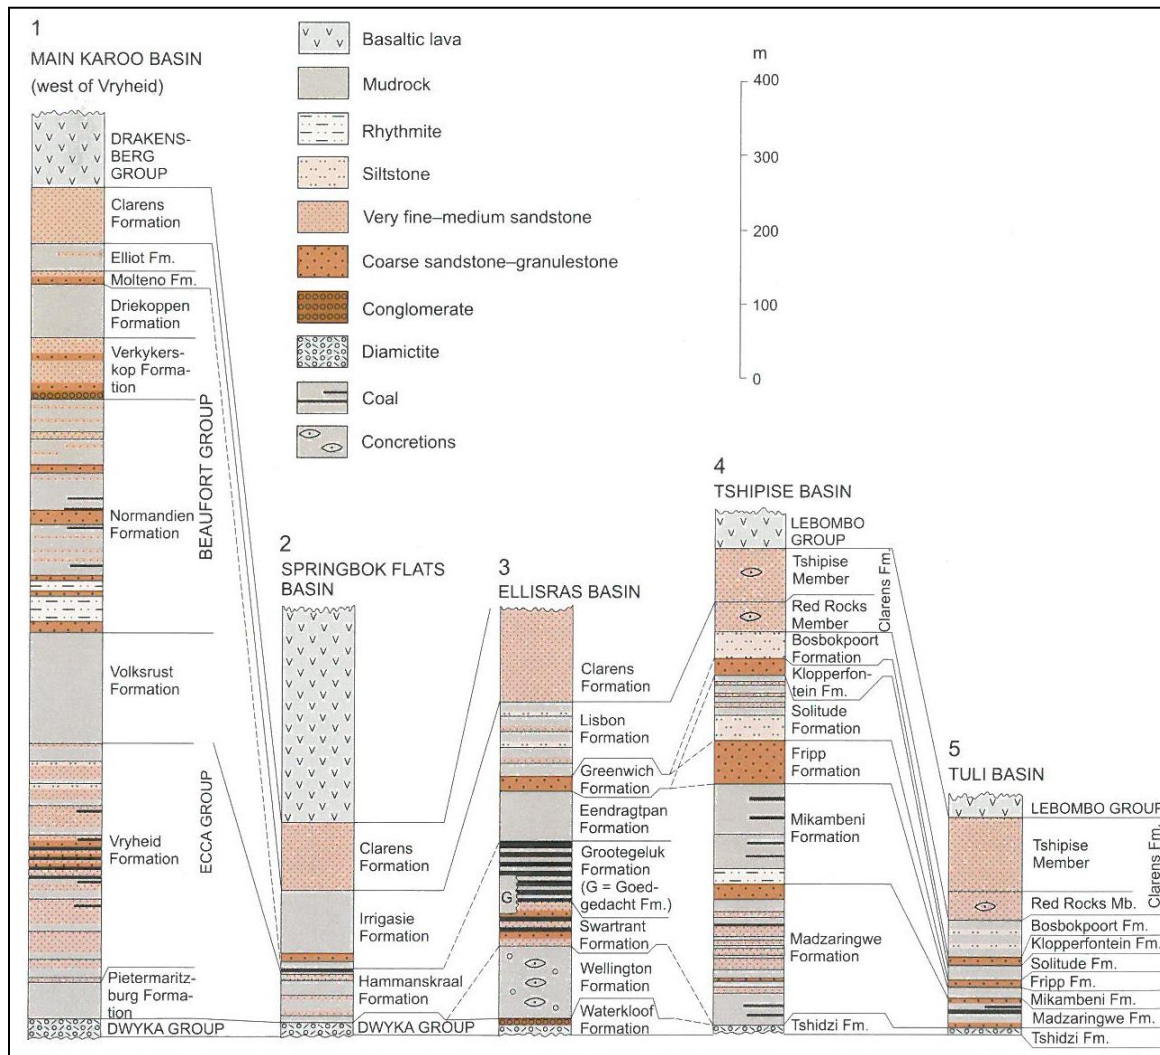 1
MAIN KAROO BASIN
(west of Vryheid)
DRAKENS-
BERG
GROUP
Clarens
Formation
Elliot Fm.
Molteno Fm.
Driekoppen
Formation
Verkykers-
kop Forma-
tion
Normandien
Formation
BEAUFORT GROUP
Volksrust
Formation
Vryheid
Formation
ECCA GROUP
Pietermaritz-
burg Forma-
tion
DWYKA GROUP
Basaltic lava
Mudrock
Rhythmite
Siltstone
Very fine–medium sandstone
Coarse sandstone–granulestone
Conglomerate
Diamictite
Coal
Concretions
m
400
300
200
100
0
2
SPRINGBOK FLATS
BASIN
Clarens
Formation
Irrigasie
Formation
Hammanskraal
Formation
DWYKA GROUP
3
ELLISRAS BASIN
Clarens
Formation
Lisbon
Formation
Greenwich
Formation
Eendragtpan
Formation
Grootegeluk
Formation
(G = Goed-
gedacht Fm.)
G
Swartrant
Formation
Wellington
Formation
Waterkloof
Formation
4
TSHIPISE BASIN
LEBOMBO
GROUP
Tshipise
Member
Red Rocks
Member
Clarens Fm.
Bosbokpoort
Formation
Klopperfon-
tein Fm.
Solitude
Formation
Fripp
Formation
Mikambeni
Formation
Madzaringwe
Formation
Tshidzi Fm.
5
TULI BASIN
LEBOMBO GROUP
Tshipise
Member
Red Rocks Mb.
Clarens Fm.
Bosbokpoort Fm.
Klopperfontein Fm.
Solitude Fm.
Fripp Fm.
Mikambeni Fm.
Madzaringwe Fm.
Tshidzi Fm.